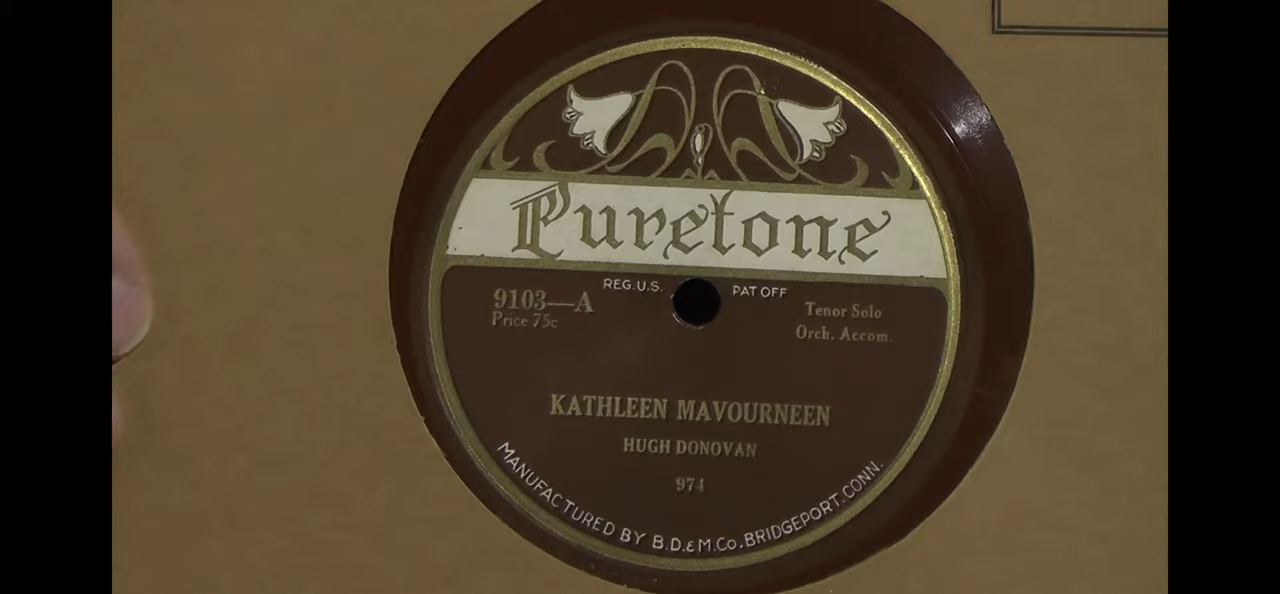 Puretone
REG. U.S. PAT OFF
9103—A
Price 75c
Tenor Solo
Orch. Accom.
KATHLEEN MAVOURNEEN
HUGH DONOVAN
974
MANUFACTURED BY B.D.&M.Co. BRIDGEPORT. CONN.